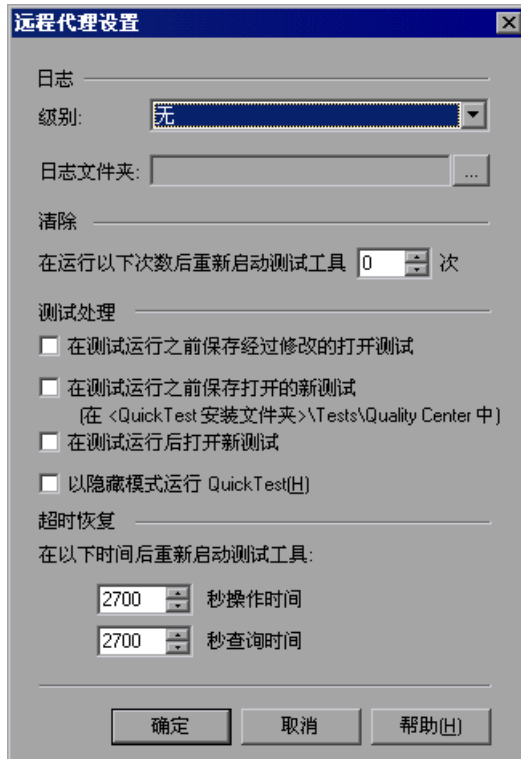 远程代理设置
日志
级别: 无
日志文件夹: ...
清除
在运行以下次数后重新启动测试工具 0 次
测试处理
在测试运行之前保存经过修改的打开测试
在测试运行之前保存打开的新测试
(在 <QuickTest 安装文件夹>\Tests\Quality Center 中)
在测试运行后打开新测试
以隐藏模式运行 QuickTest(H)
超时恢复
在以下时间后重新启动测试工具:
2700 秒操作时间
2700 秒查询时间
确定 取消 帮助(H)